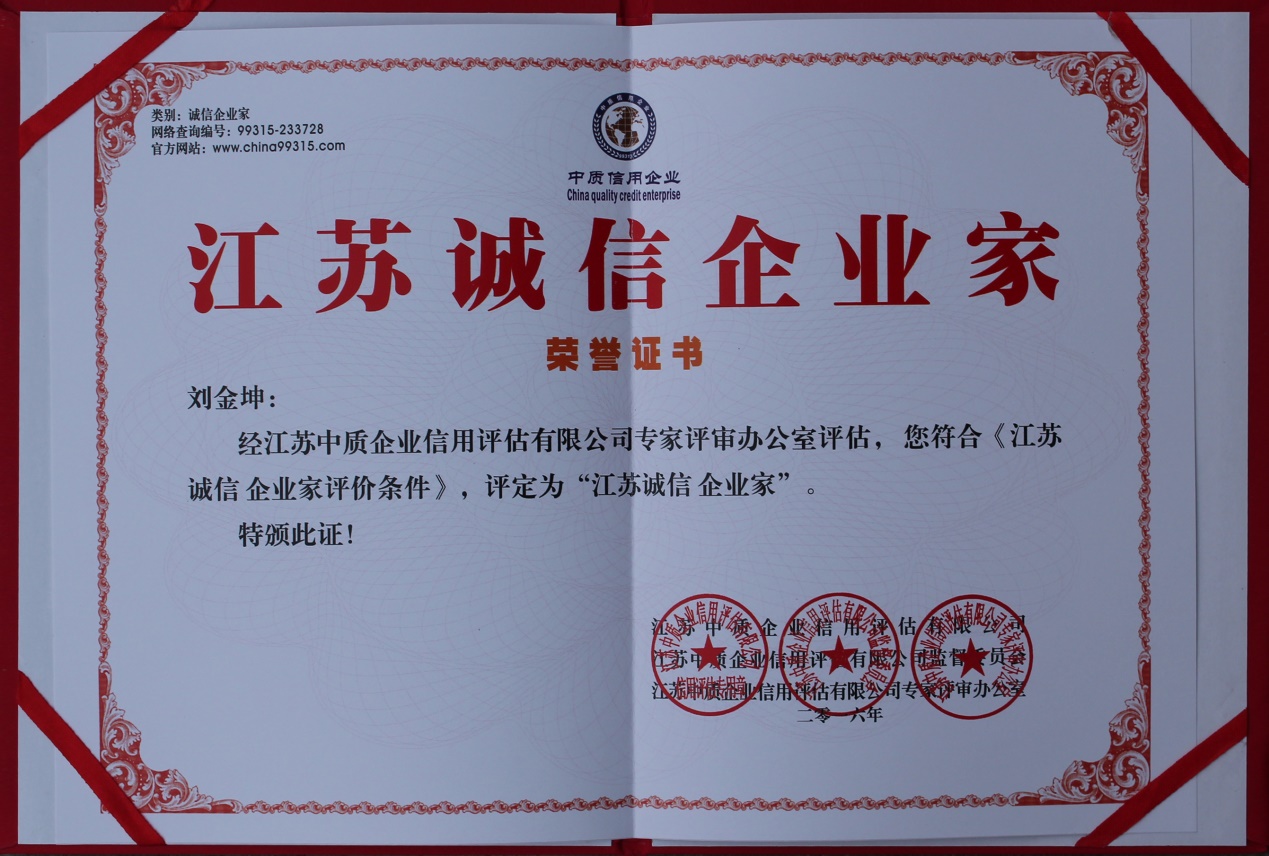 类别：诚信企业家
网络查询编号：99315-233728
官方网站：www.china99315.com
中质信用企业
China quality credit enterprise
江苏诚信企业家
荣誉证书
刘金坤：
经江苏中质企业信用评估有限公司专家评审办公室评估，您符合《江苏
诚信 企业家评价条件》，评定为“江苏诚信 企业家”。
特颁此证！
江苏中质企业信用评估有限公司
江苏中质企业信用评估有限公司监督委员会
江苏中质企业信用评估有限公司专家评审办公室
二零一六年